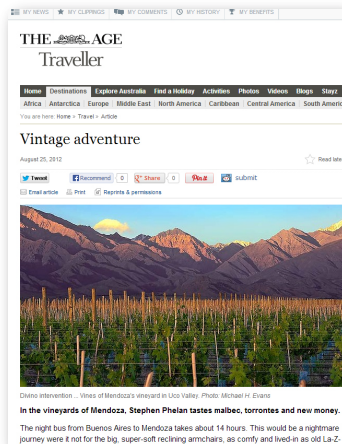 MY NEWS MY CLIPPINGS MY COMMENTS MY HISTORY MY BENEFITS
THE AGE
Traveller
Home Destinations Explore Australia Find a Holiday Activities Photos Videos Blogs Stayz
Africa Antarctica Europe Middle East North America Caribbean Central America South Americ
You are here: Home » Travel » Article
Vintage adventure
August 25, 2012
Read late
Tweet Recommend 0 Share 0 Pin it submit
Email article Print Reprints & permissions
Divino intervention ... Vines of Mendoza's vineyard in Uco Valley. Photo: Michael H. Evans
In the vineyards of Mendoza, Stephen Phelan tastes malbec, torrontes and new money.
The night bus from Buenos Aires to Mendoza takes about 14 hours. This would be a nightmare
journey were it not for the big, super-soft reclining armchairs, as comfy and lived-in as old La-Z-